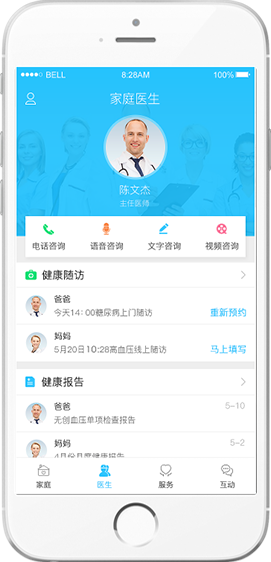 BELL 8:28AM 100%
家庭医生
陈文杰
主任医师
电话咨询 语音咨询 文字咨询 视频咨询
健康随访
爸爸
今天14:00糖尿病上门随访 重新预约
妈妈
5月20日10:28高血压线上随访 马上填写
健康报告
爸爸 5-10
无创血压单项检查报告
妈妈 5-2
4月份月度健康报告
家庭 医生 服务 互动